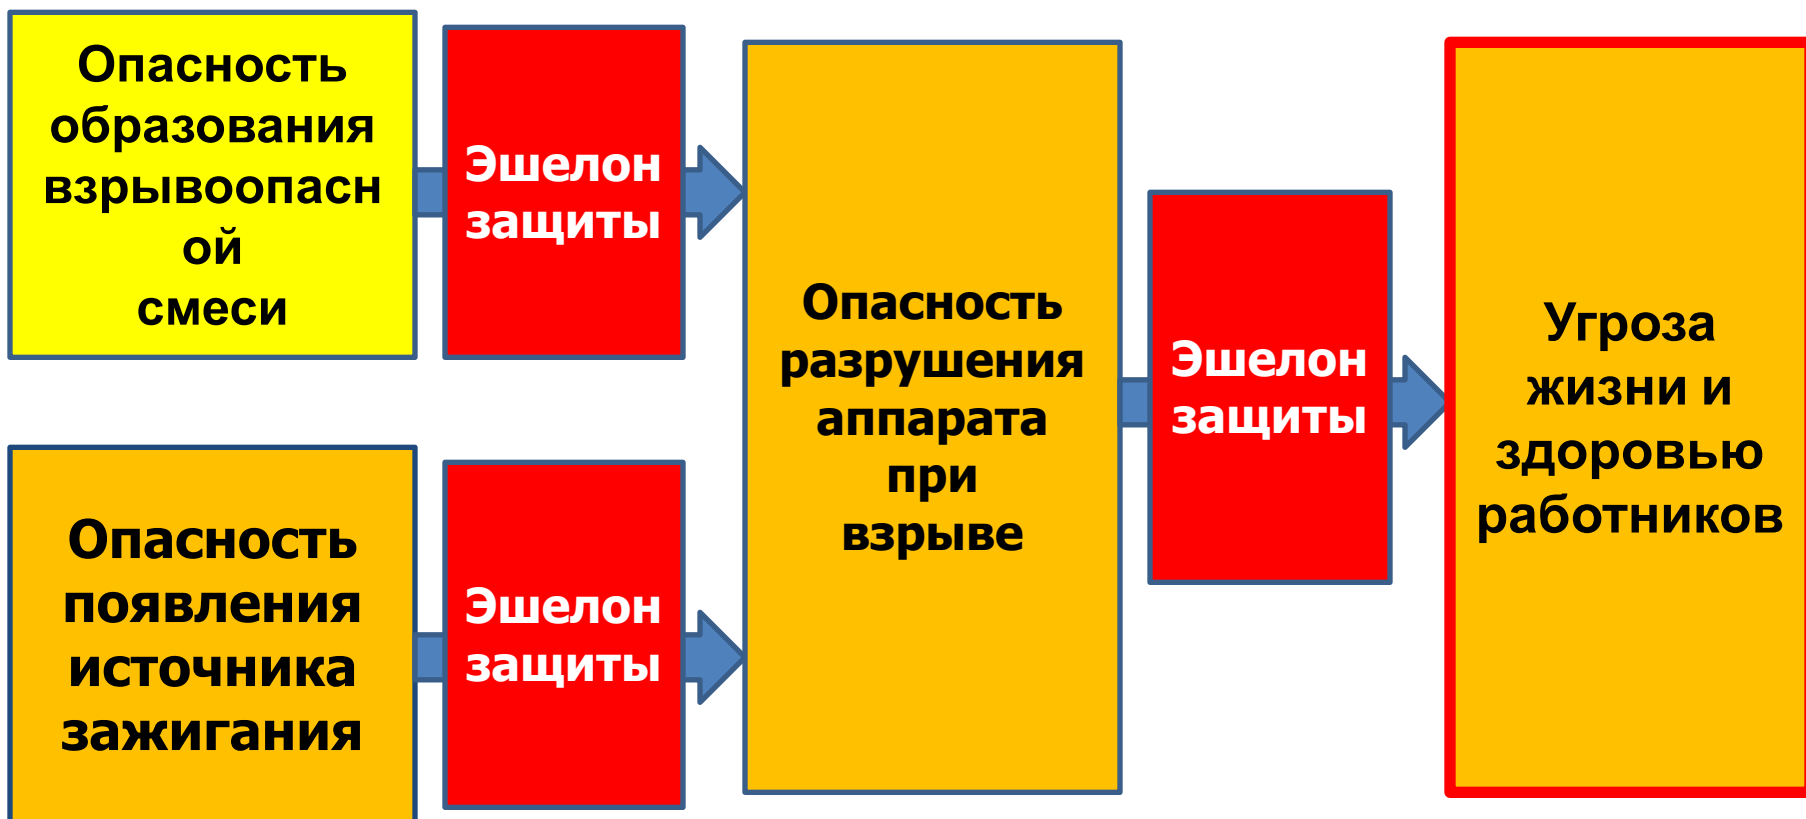 Опасность
образования
взрывоопасн
ой
смеси
Эшелон
защиты
Опасность
появления
источника
зажигания
Эшелон
защиты
Опасность
разрушения
аппарата
при
взрыве
Эшелон
защиты
Угроза
жизни и
здоровью
работников